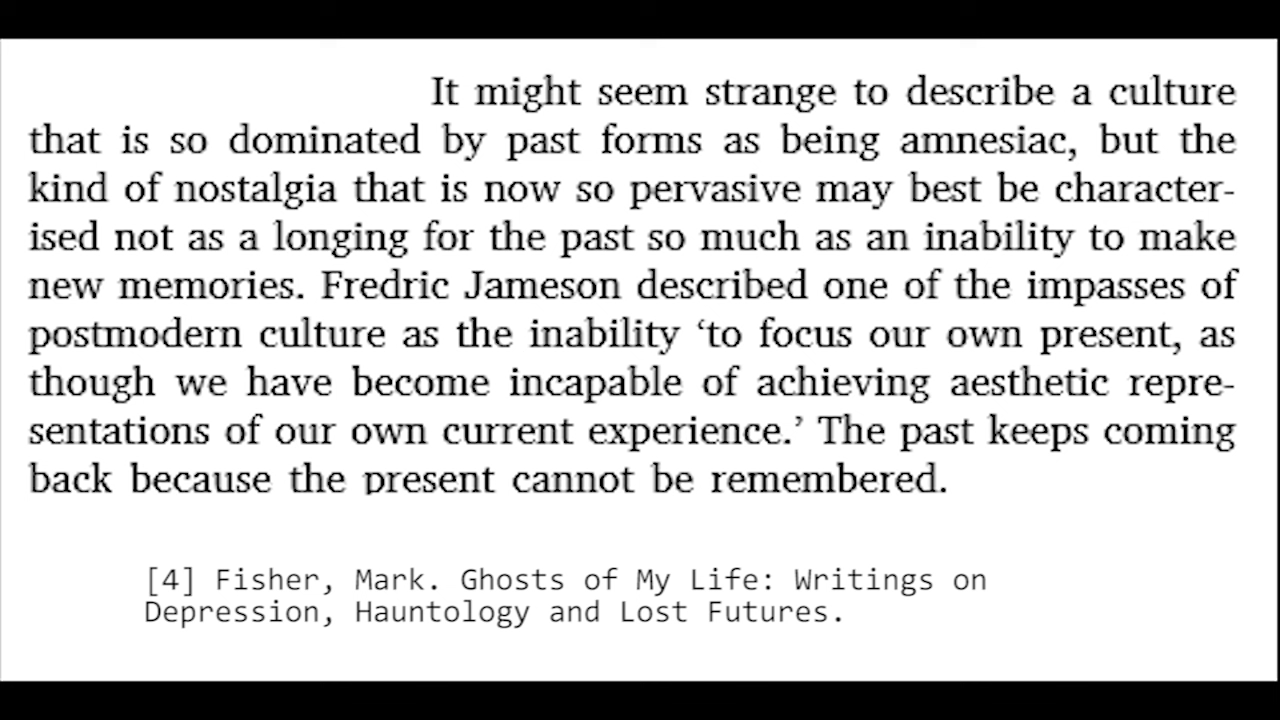 It might seem strange to describe a culture
that is so dominated by past forms as being amnesiac, but the
kind of nostalgia that is now so pervasive may best be character-
ised not as a longing for the past so much as an inability to make
new memories. Fredric Jameson described one of the impasses of
postmodern culture as the inability ‘to focus our own present, as
though we have become incapable of achieving aesthetic repre-
sentations of our own current experience.’ The past keeps coming
back because the present cannot be remembered.
[4] Fisher, Mark. Ghosts of My Life: Writings on
Depression, Hauntology and Lost Futures.